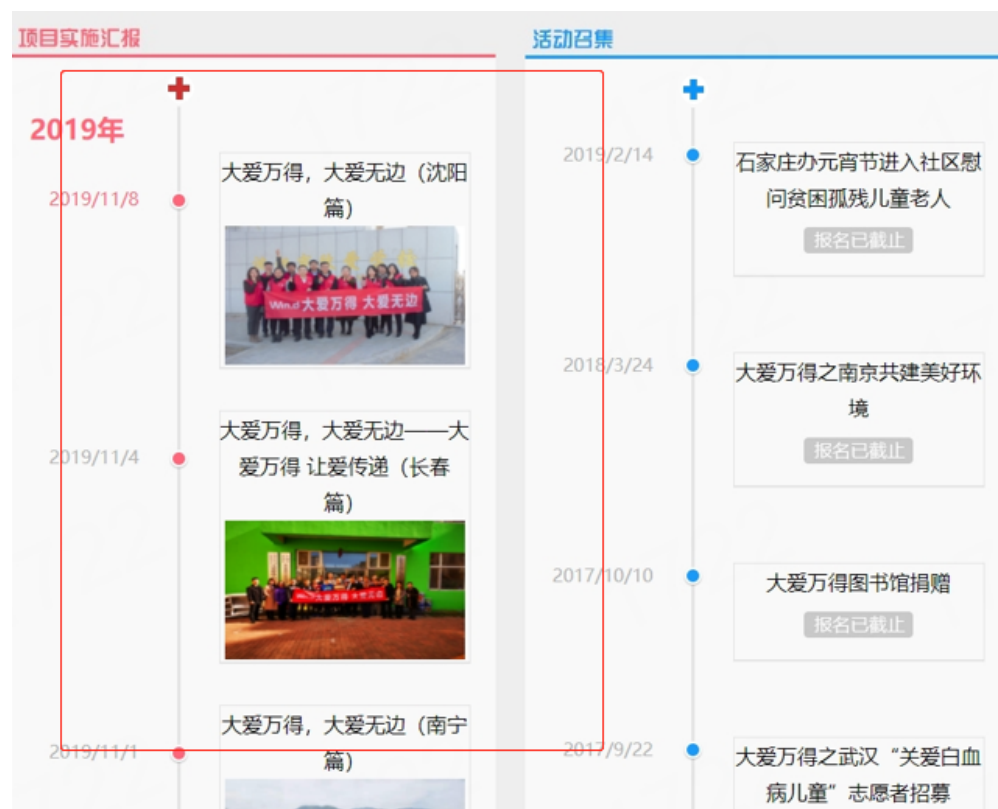 项目实施汇报
2019年
2019/11/8
大爱万得，大爱无边（沈阳
篇）
Wind 大爱万得 大爱无边
2019/11/4
大爱万得，大爱无边——大
爱万得 让爱传递（长春
篇）
大爱万得 大爱无边
2019/11/1
大爱万得，大爱无边（南宁
篇）
活动召集
2019/2/14
石家庄办元宵节进入社区慰
问贫困孤残儿童老人
报名已截止
2018/3/24
大爱万得之南京共建美好环
境
报名已截止
2017/10/10
大爱万得图书馆捐赠
报名已截止
2017/9/22
大爱万得之武汉“关爱白血
病儿童”志愿者招募